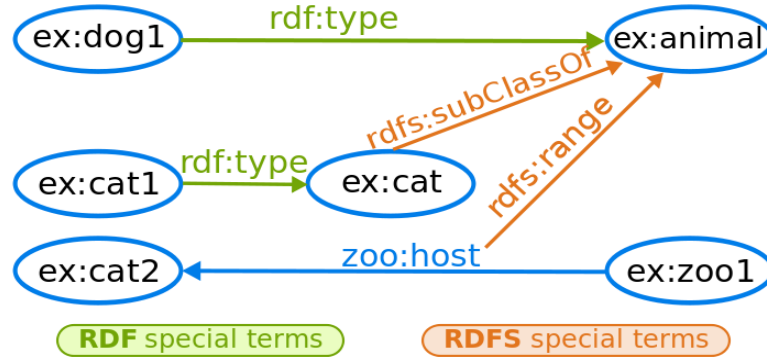 rdf:type
ex:dog1
ex:animal
rdfs:subClassOf
rdfs:range
rdf:type
ex:cat1
ex:cat
zoo:host
ex:cat2
ex:zoo1
RDF special terms
RDFS special terms